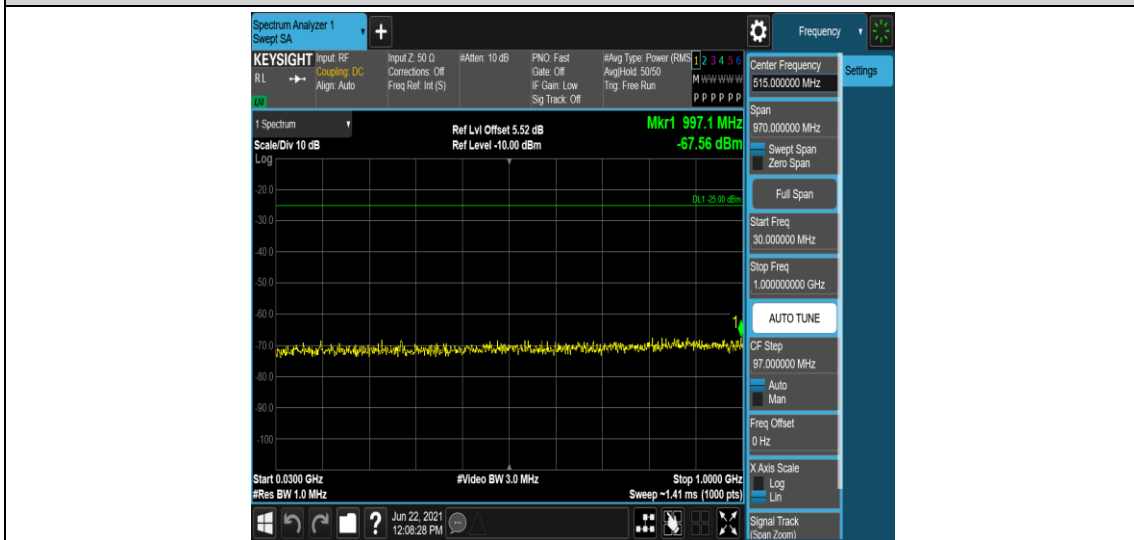 Spectrum Analyzer 1
Swept SA
+
Frequency
KEYSIGHT
RL
LXI
Input: RF
Coupling: DC
Align: Auto
Input Z: 50 Ω
Corrections: Off
Freq Ref: Int (S)
#Atten: 10 dB
PNO: Fast
Gate: Off
IF Gain: Low
Sig Track: Off
#Avg Type: Power (RMS
Avg|Hold: 50/50
Trig: Free Run
1 2 3 4 5 6
M W W W W W
P P P P P P
1 Spectrum
Scale/Div 10 dB
Log
Ref Lvl Offset 5.52 dB
Ref Level -10.00 dBm
Mkr1 997.1 MHz
-67.56 dBm
DL1 -25.00 dBm
-20.0
-30.0
-40.0
-50.0
-60.0
-70.0
-80.0
-90.0
-100
1
Start 0.0300 GHz
#Res BW 1.0 MHz
#Video BW 3.0 MHz
Stop 1.0000 GHz
Sweep ~1.41 ms (1000 pts)
Center Frequency
515.000000 MHz
Settings
Span
970.000000 MHz
Swept Span
Zero Span
Full Span
Start Freq
30.000000 MHz
Stop Freq
1.000000000 GHz
AUTO TUNE
CF Step
97.000000 MHz
Auto
Man
Freq Offset
0 Hz
X Axis Scale
Log
Lin
Signal Track
(Span Zoom)
?
Jun 22, 2021
12:08:28 PM